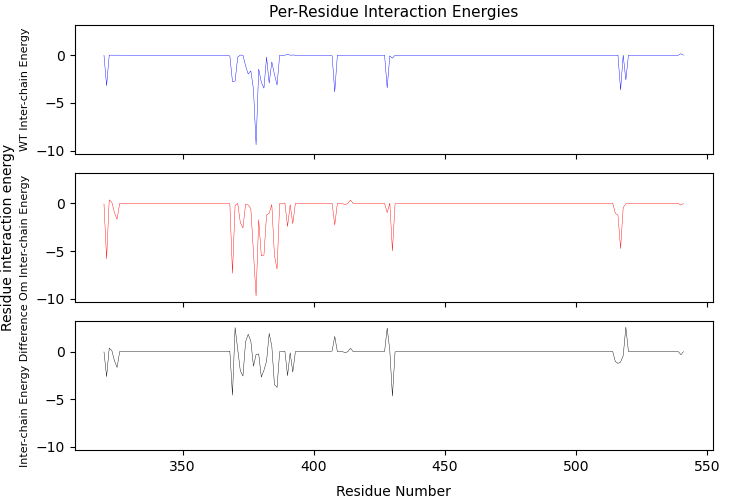 Per-Residue Interaction Energies
WT Inter-chain Energy
0
−5
−10
Om Inter-chain Energy
0
−5
−10
Inter-chain Energy Difference
0
−5
−10
Residue interaction energy
350
400
450
500
550
Residue Number